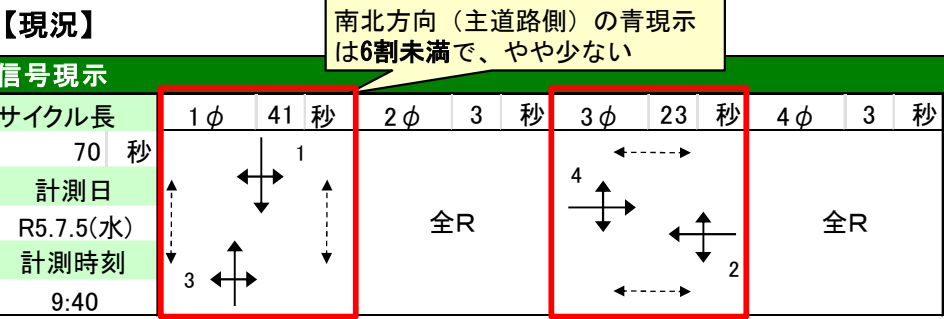 【現況】
南北方向（主道路側）の青現示
は6割未満で、やや少ない
信号現示
サイクル長 1φ 41 秒 2φ 3 秒 3φ 23 秒 4φ 3 秒
70 秒
計測日
R5.7.5(水)
計測時刻
9:40
1
3
全R
4
2
全R